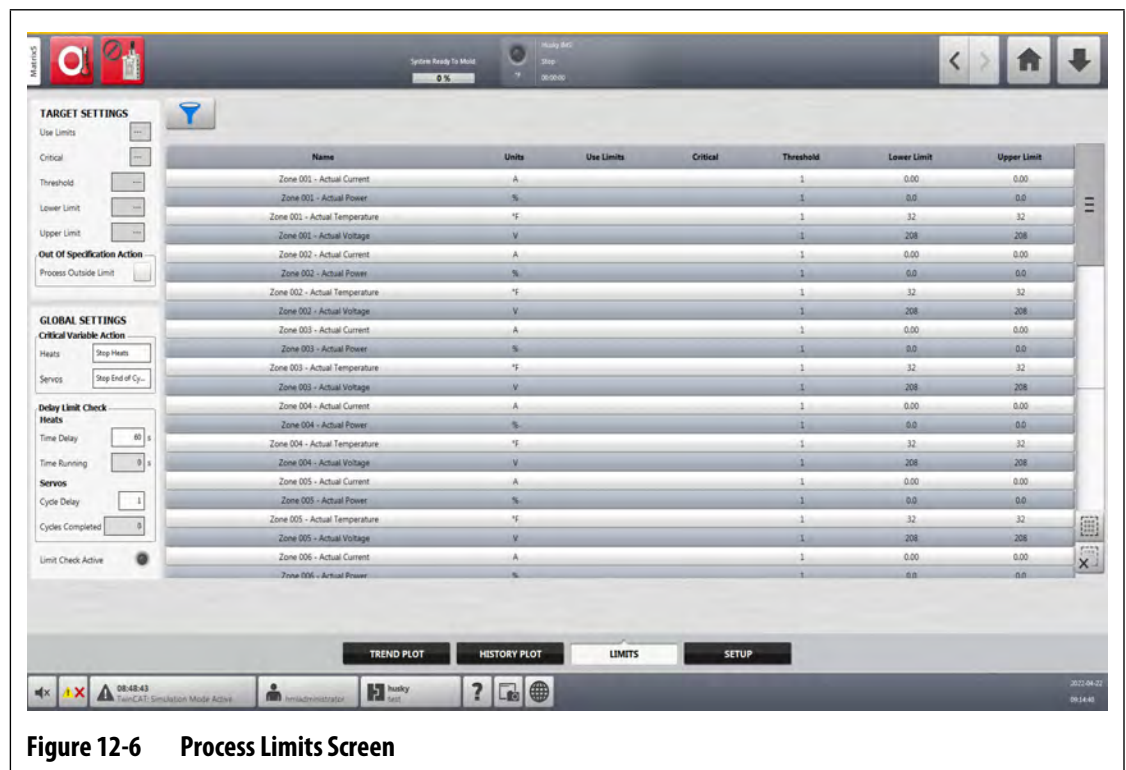 Matrix5
System Ready To Mold
0 %
°F
Husky IMS
Stop
00:00:00
TARGET SETTINGS
Use Limits ---
Critical ---
Threshold ---
Lower Limit ---
Upper Limit ---
Out Of Specification Action
Process Outside Limit
GLOBAL SETTINGS
Critical Variable Action
Heats Stop Heats
Servos Stop End of Cy...
Delay Limit Check
Heats
Time Delay 60 s
Time Running 0 s
Servos
Cycle Delay 1
Cycles Completed 0
Limit Check Active
Name Units Use Limits Critical Threshold Lower Limit Upper Limit
Zone 001 - Actual Current A 1 0.00 0.00
Zone 001 - Actual Power % 1 0.0 0.0
Zone 001 - Actual Temperature °F 1 32 32
Zone 001 - Actual Voltage V 1 208 208
Zone 002 - Actual Current A 1 0.00 0.00
Zone 002 - Actual Power % 1 0.0 0.0
Zone 002 - Actual Temperature °F 1 32 32
Zone 002 - Actual Voltage V 1 208 208
Zone 003 - Actual Current A 1 0.00 0.00
Zone 003 - Actual Power % 1 0.0 0.0
Zone 003 - Actual Temperature °F 1 32 32
Zone 003 - Actual Voltage V 1 208 208
Zone 004 - Actual Current A 1 0.00 0.00
Zone 004 - Actual Power % 1 0.0 0.0
Zone 004 - Actual Temperature °F 1 32 32
Zone 004 - Actual Voltage V 1 208 208
Zone 005 - Actual Current A 1 0.00 0.00
Zone 005 - Actual Power % 1 0.0 0.0
Zone 005 - Actual Temperature °F 1 32 32
Zone 005 - Actual Voltage V 1 208 208
Zone 006 - Actual Current A 1 0.00 0.00
Zone 006 - Actual Power % 1 0.0 0.0
TREND PLOT HISTORY PLOT LIMITS SETUP
08:48:43
TwinCAT: Simulation Mode Active
hmiadministrator
husky
test
?
2022-04-22
09:14:40
Figure 12-6 Process Limits Screen